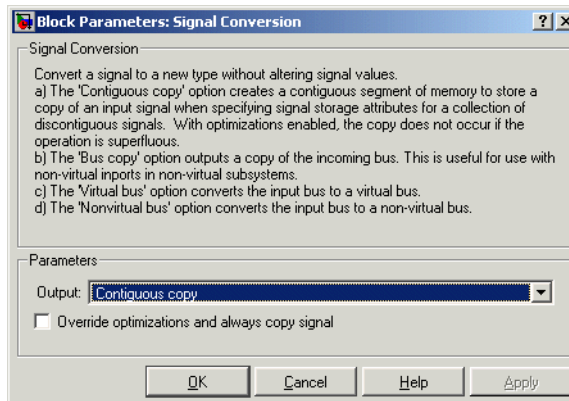 Block Parameters: Signal Conversion
Signal Conversion
Convert a signal to a new type without altering signal values.
a) The 'Contiguous copy' option creates a contiguous segment of memory to store a
copy of an input signal when specifying signal storage attributes for a collection of
discontiguous signals. With optimizations enabled, the copy does not occur if the
operation is superfluous.
b) The 'Bus copy' option outputs a copy of the incoming bus. This is useful for use with
non-virtual inports in non-virtual subsystems.
c) The 'Virtual bus' option converts the input bus to a virtual bus.
d) The 'Nonvirtual bus' option converts the input bus to a non-virtual bus.
Parameters
Output: Contiguous copy
Override optimizations and always copy signal
OK Cancel Help Apply